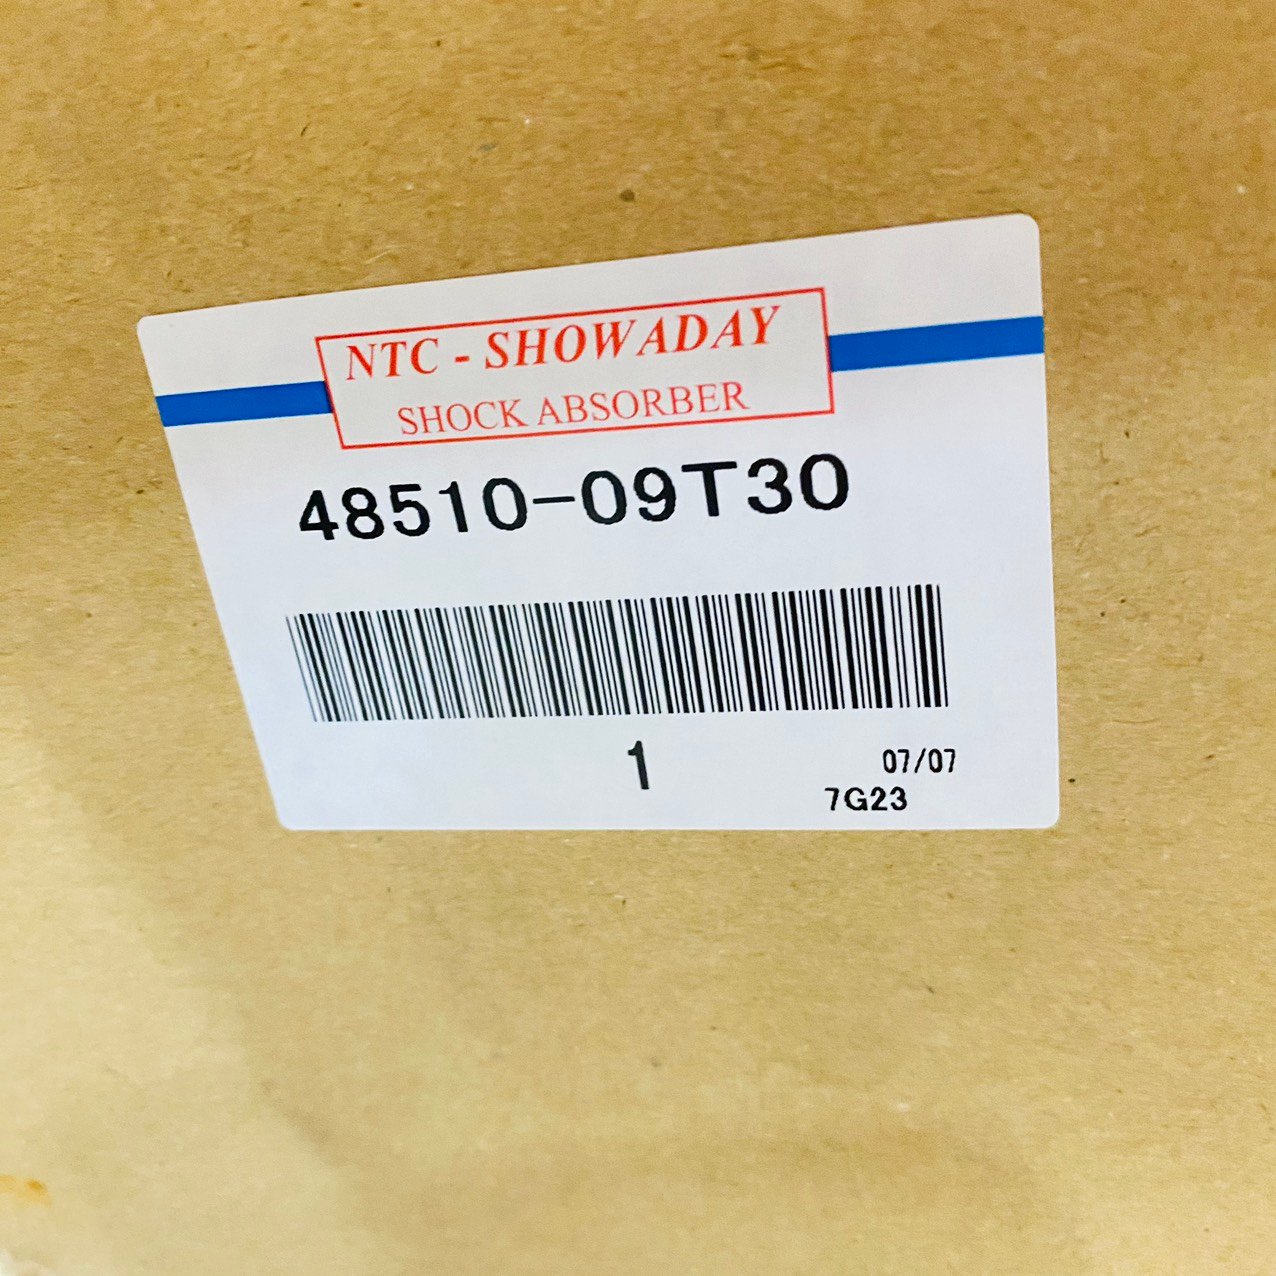 NTC - SHOWADAY
SHOCK ABSORBER
48510-09T30
1
07/07
7G23